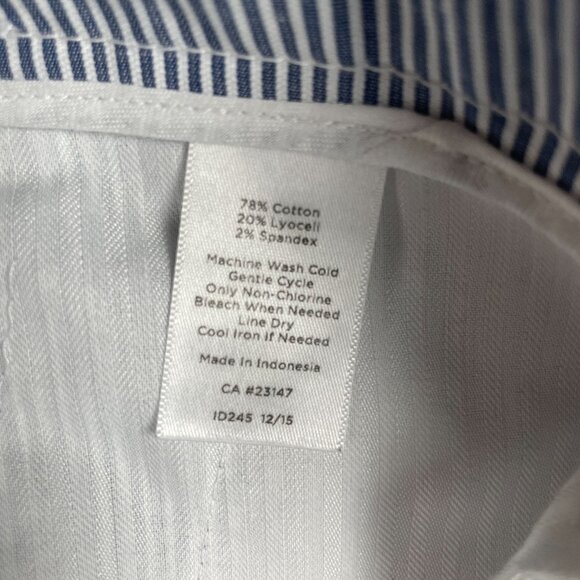 78% Cotton
20% Lyocell
2% Spandex
Machine Wash Cold
Gentle Cycle
Only Non-Chlorine
Bleach When Needed
Line Dry
Cool Iron If Needed
Made In Indonesia
CA #23147
ID245 12/15